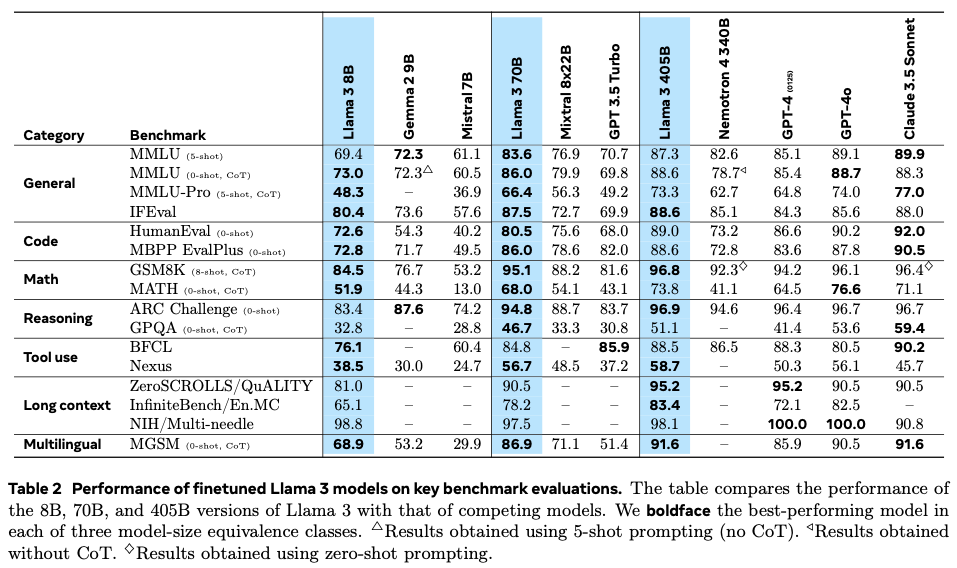 Category Benchmark Llama 3 8B Gemma 2 9B Mistral 7B Llama 3 70B Mixtral 8x22B GPT 3.5 Turbo Llama 3 405B Nemotron 4 340B GPT-4 (0125) GPT-4o Claude 3.5 Sonnet
General
MMLU (5-shot) 69.4 72.3 61.1 83.6 76.9 70.7 87.3 82.6 85.1 89.1 89.9
MMLU (0-shot, CoT) 73.0 72.3△ 60.5 86.0 79.9 69.8 88.6 78.7◁ 85.4 88.7 88.3
MMLU-Pro (5-shot, CoT) 48.3 – 36.9 66.4 56.3 49.2 73.3 62.7 64.8 74.0 77.0
IFEval 80.4 73.6 57.6 87.5 72.7 69.9 88.6 85.1 84.3 85.6 88.0
Code
HumanEval (0-shot) 72.6 54.3 40.2 80.5 75.6 68.0 89.0 73.2 86.6 90.2 92.0
MBPP EvalPlus (0-shot) 72.8 71.7 49.5 86.0 78.6 82.0 88.6 72.8 83.6 87.8 90.5
Math
GSM8K (8-shot, CoT) 84.5 76.7 53.2 95.1 88.2 81.6 96.8 92.3♢ 94.2 96.1 96.4♢
MATH (0-shot, CoT) 51.9 44.3 13.0 68.0 54.1 43.1 73.8 41.1 64.5 76.6 71.1
Reasoning
ARC Challenge (0-shot) 83.4 87.6 74.2 94.8 88.7 83.7 96.9 94.6 96.4 96.7 96.7
GPQA (0-shot, CoT) 32.8 – 28.8 46.7 33.3 30.8 51.1 – 41.4 53.6 59.4
Tool use
BFCL 76.1 – 60.4 84.8 – 85.9 88.5 86.5 88.3 80.5 90.2
Nexus 38.5 30.0 24.7 56.7 48.5 37.2 58.7 – 50.3 56.1 45.7
Long context
ZeroSCROLLS/QuALITY 81.0 – – 90.5 – – 95.2 – 95.2 90.5 90.5
InfiniteBench/En.MC 65.1 – – 78.2 – – 83.4 – 72.1 82.5 –
NIH/Multi-needle 98.8 – – 97.5 – – 98.1 – 100.0 100.0 90.8
Multilingual
MGSM (0-shot, CoT) 68.9 53.2 29.9 86.9 71.1 51.4 91.6 – 85.9 90.5 91.6
Table 2 Performance of finetuned Llama 3 models on key benchmark evaluations. The table compares the performance of
the 8B, 70B, and 405B versions of Llama 3 with that of competing models. We boldface the best-performing model in
each of three model-size equivalence classes. △Results obtained using 5-shot prompting (no CoT). ◁Results obtained
without CoT. ♢Results obtained using zero-shot prompting.